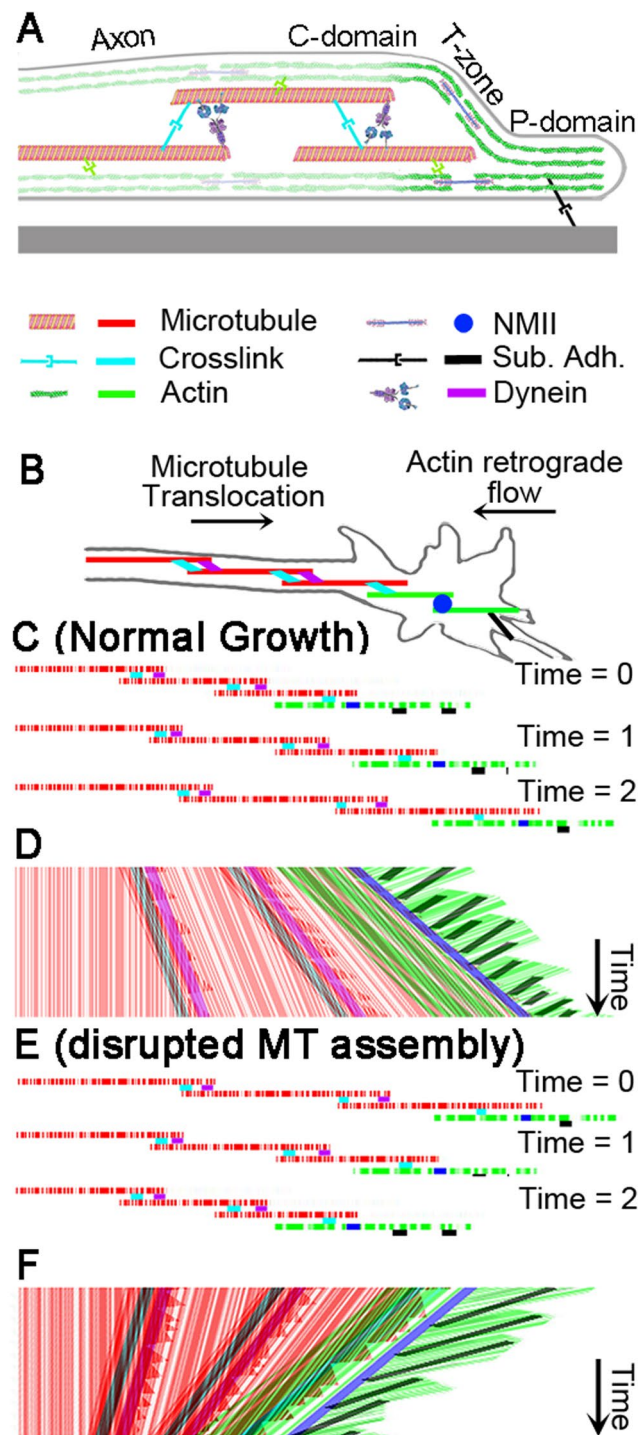 A
Axon
C-domain
T-zone
P-domain
Microtubule
NMII
Crosslink
Sub. Adh.
Actin
Dynein
B
Microtubule
Translocation
Actin retrograde
flow
C (Normal Growth)
Time = 0
Time = 1
Time = 2
D
Time
E (disrupted MT assembly)
Time = 0
Time = 1
Time = 2
F
Time